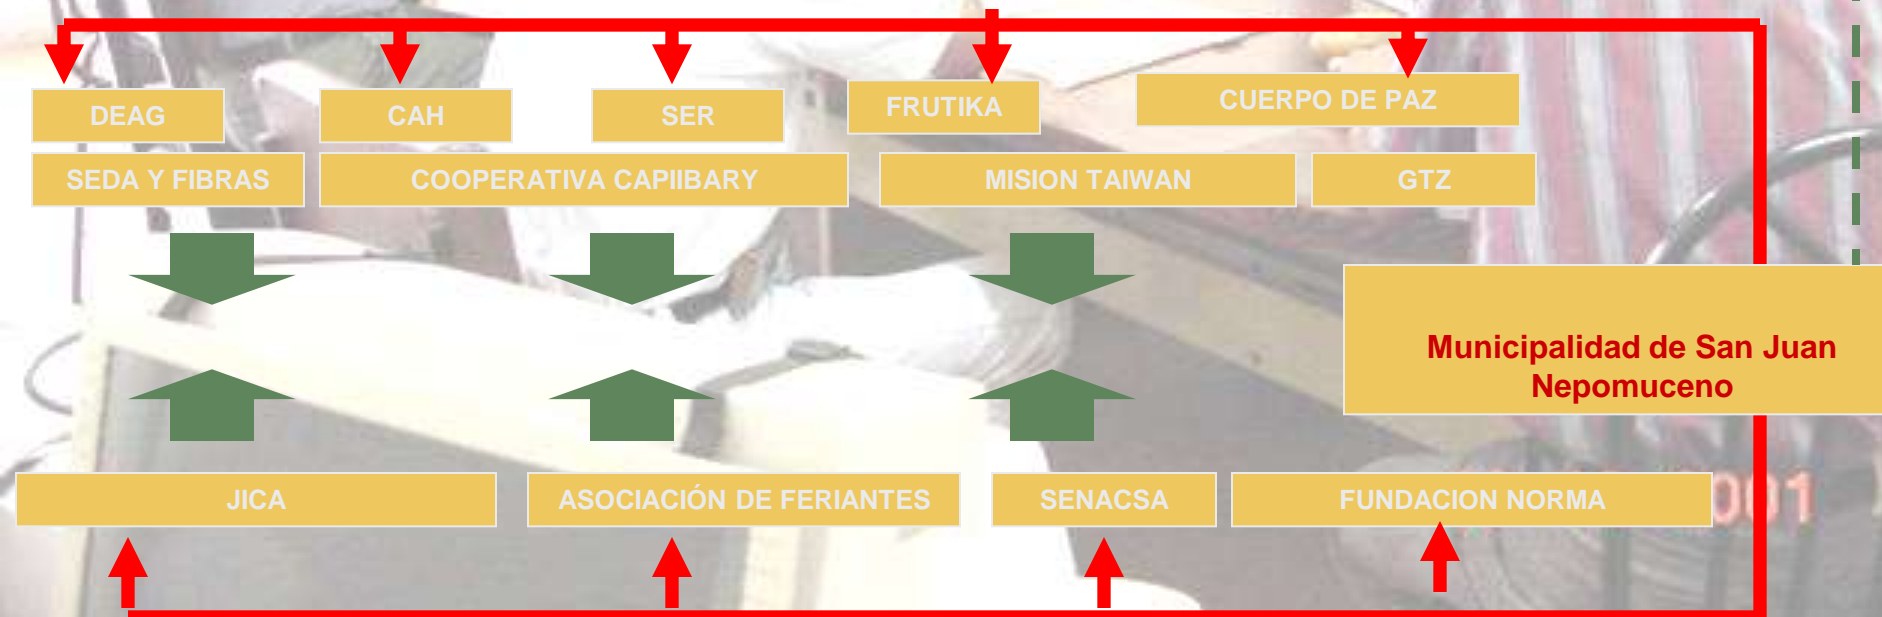 DEAG
CAH
SER
FRUTIKA
CUERPO DE PAZ
SEDA Y FIBRAS
COOPERATIVA CAPIIBARY
MISION TAIWAN
GTZ
Municipalidad de San Juan
Nepomuceno
JICA
ASOCIACIÓN DE FERIANTES
SENACSA
FUNDACION NORMA